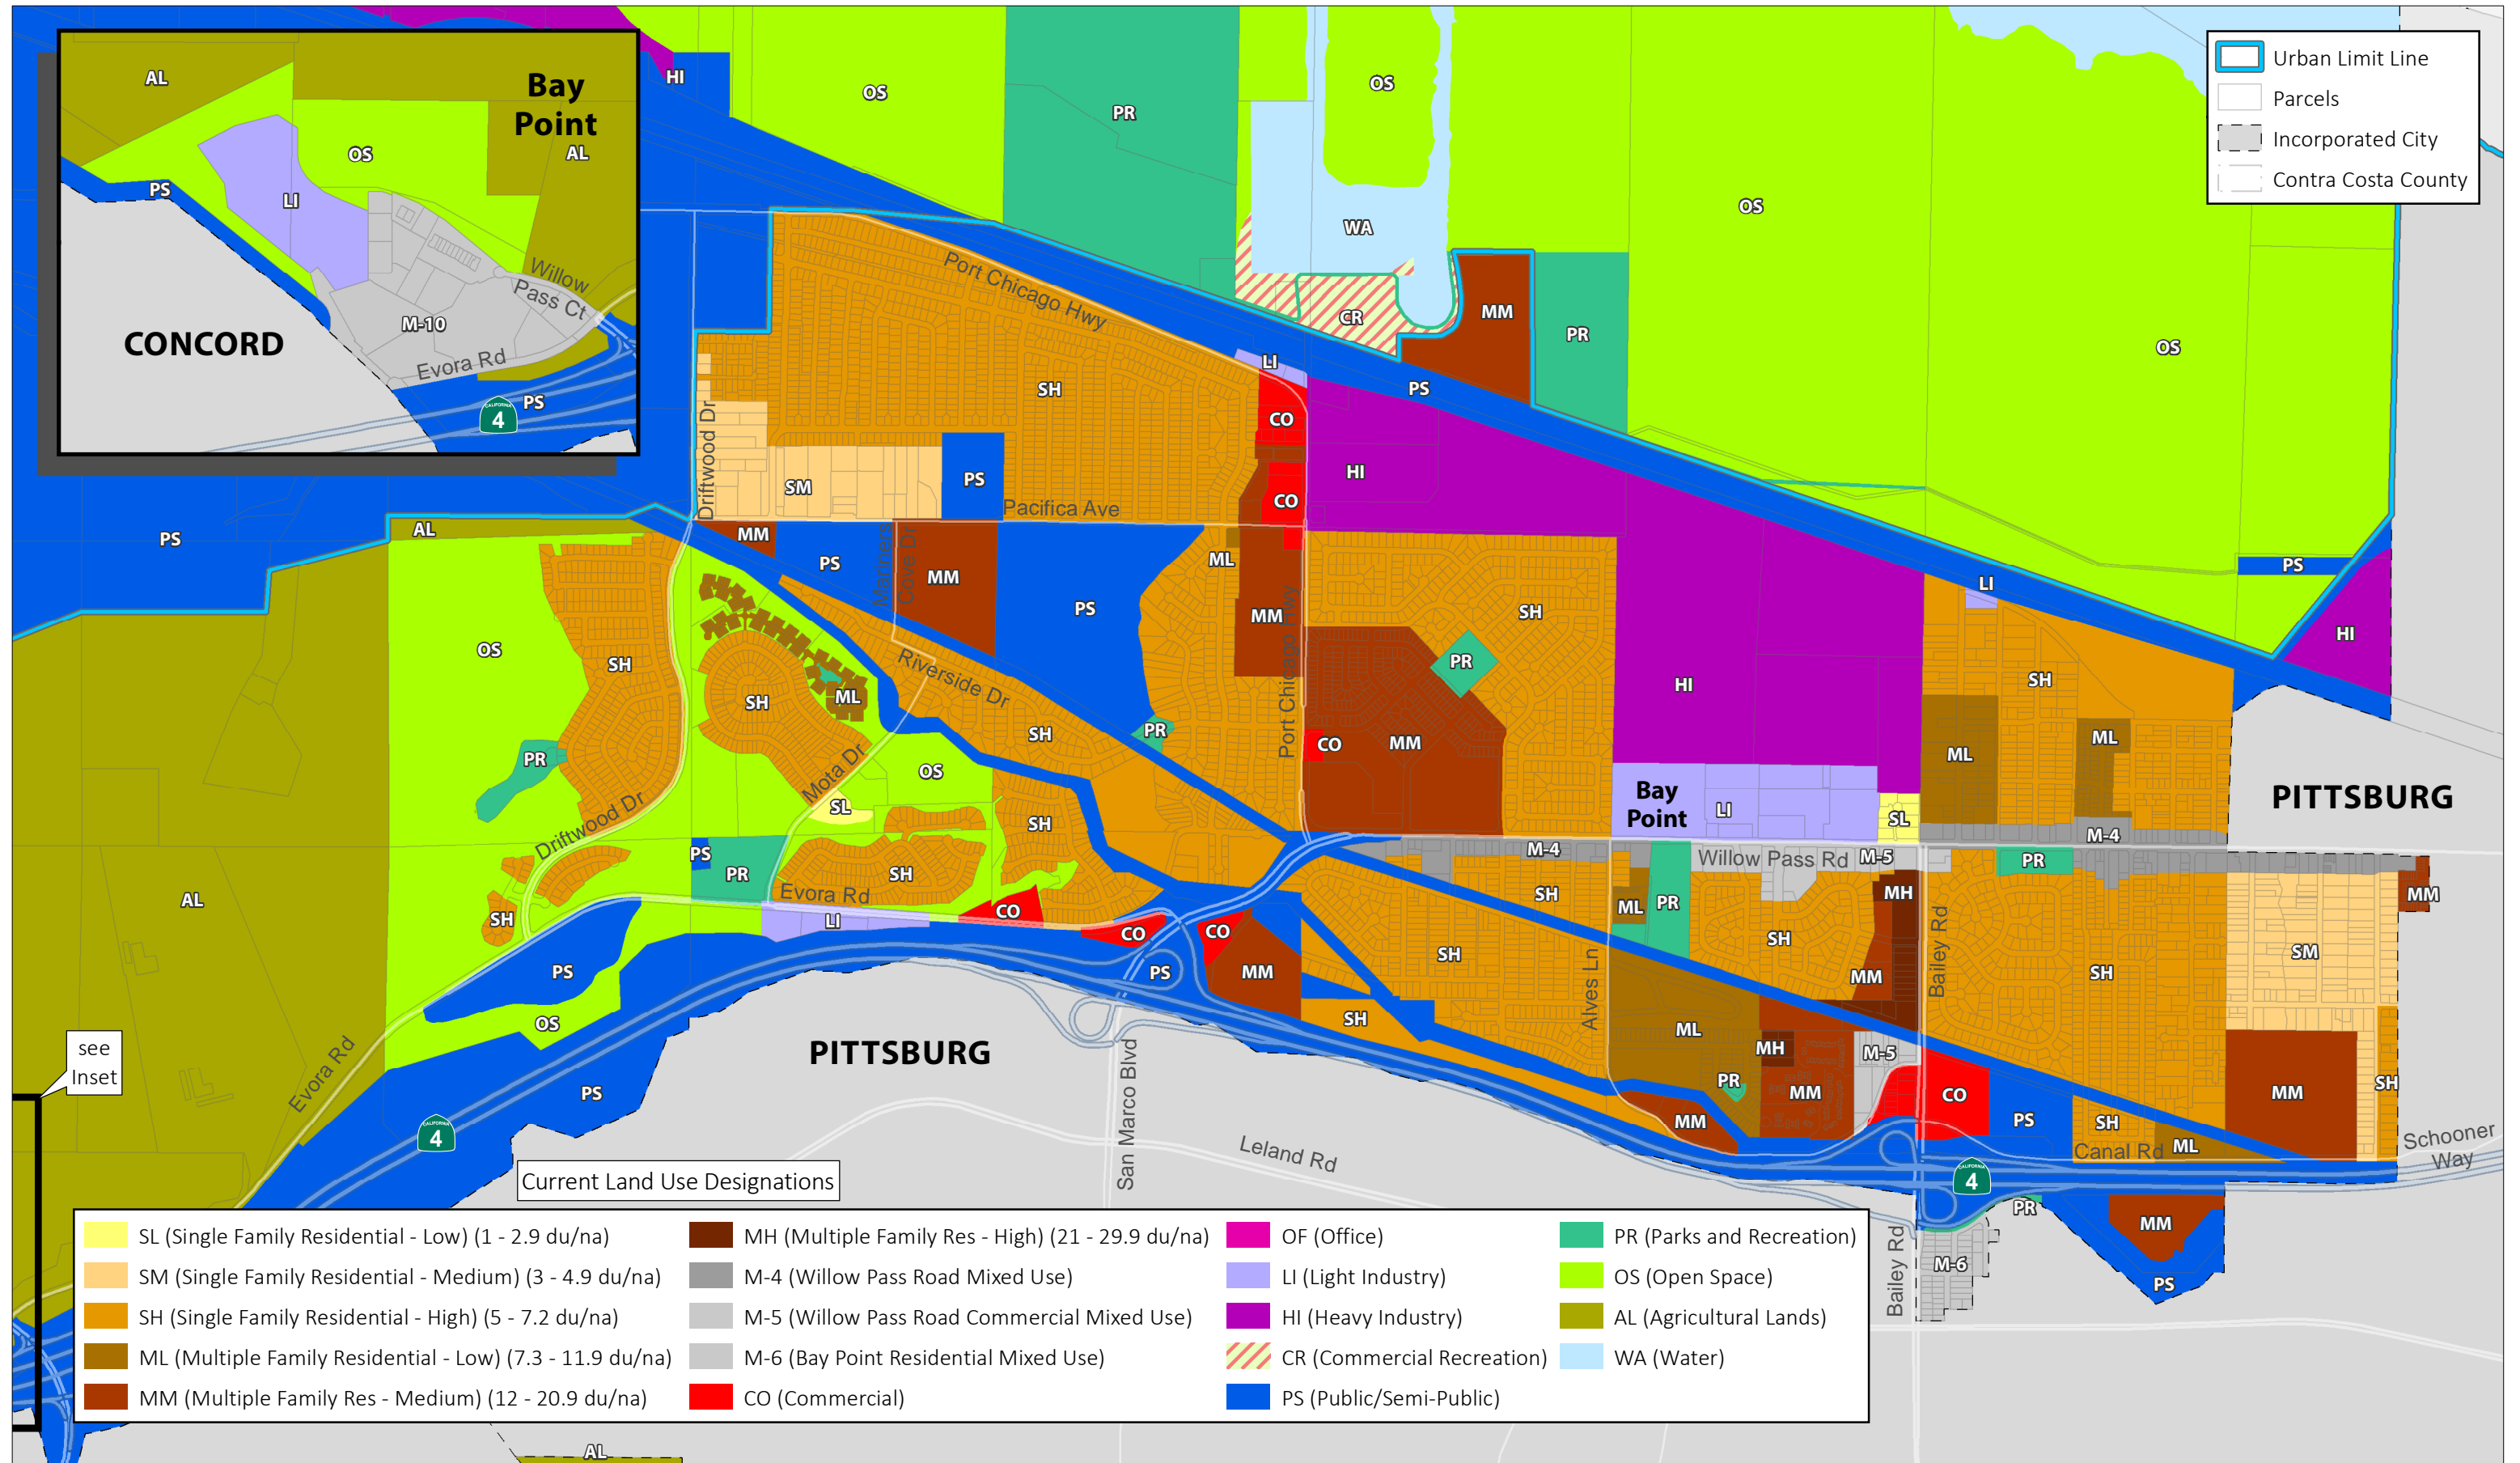 AL
Bay
Point
OS
AL
PS
LI
Willow
Pass Ct
M-10
CONCORD
Evora Rd
PS
CALIFORNIA
4
HI
OS
PR
OS
OS
WA
CR
MM
PR
OS
Urban Limit Line
Parcels
Incorporated City
Contra Costa County
Port Chicago Hwy
LI
SH
CO
PS
HI
Driftwood Dr
SM
PS
CO
Pacifica Ave
PS
AL
MM
PS
Mariners
Cove Dr
MM
PS
ML
MM
Port Chicago Hwy
SH
PR
HI
LI
PS
HI
OS
SH
SH
ML
Riverside Dr
SH
PR
CO
MM
SH
ML
ML
PR
Driftwood Dr
Mota Dr
OS
SL
SH
Bay
Point
LI
SL
M-4
PITTSBURG
PS
PR
SH
Evora Rd
LI
CO
CO
CO
M-4
Willow Pass Rd
M-5
PR
AL
SH
SH
ML
PR
MH
SH
MM
Bailey Rd
MM
PS
OS
PS
MM
SH
Alves Ln
SH
SM
SH
PITTSBURG
ML
MH
M-5
see
Inset
Evora Rd
PS
CALIFORNIA
4
San Marco Blvd
Leland Rd
MM
PR
MM
CO
PS
SH
Canal Rd
ML
MM
SH
Schooner
Way
CALIFORNIA
4
PR
MM
PS
Bailey Rd
M-6
Current Land Use Designations
SL (Single Family Residential - Low) (1 - 2.9 du/na)
SM (Single Family Residential - Medium) (3 - 4.9 du/na)
SH (Single Family Residential - High) (5 - 7.2 du/na)
ML (Multiple Family Residential - Low) (7.3 - 11.9 du/na)
MM (Multiple Family Res - Medium) (12 - 20.9 du/na)
MH (Multiple Family Res - High) (21 - 29.9 du/na)
M-4 (Willow Pass Road Mixed Use)
M-5 (Willow Pass Road Commercial Mixed Use)
M-6 (Bay Point Residential Mixed Use)
CO (Commercial)
OF (Office)
LI (Light Industry)
HI (Heavy Industry)
CR (Commercial Recreation)
PS (Public/Semi-Public)
PR (Parks and Recreation)
OS (Open Space)
AL (Agricultural Lands)
WA (Water)
AL